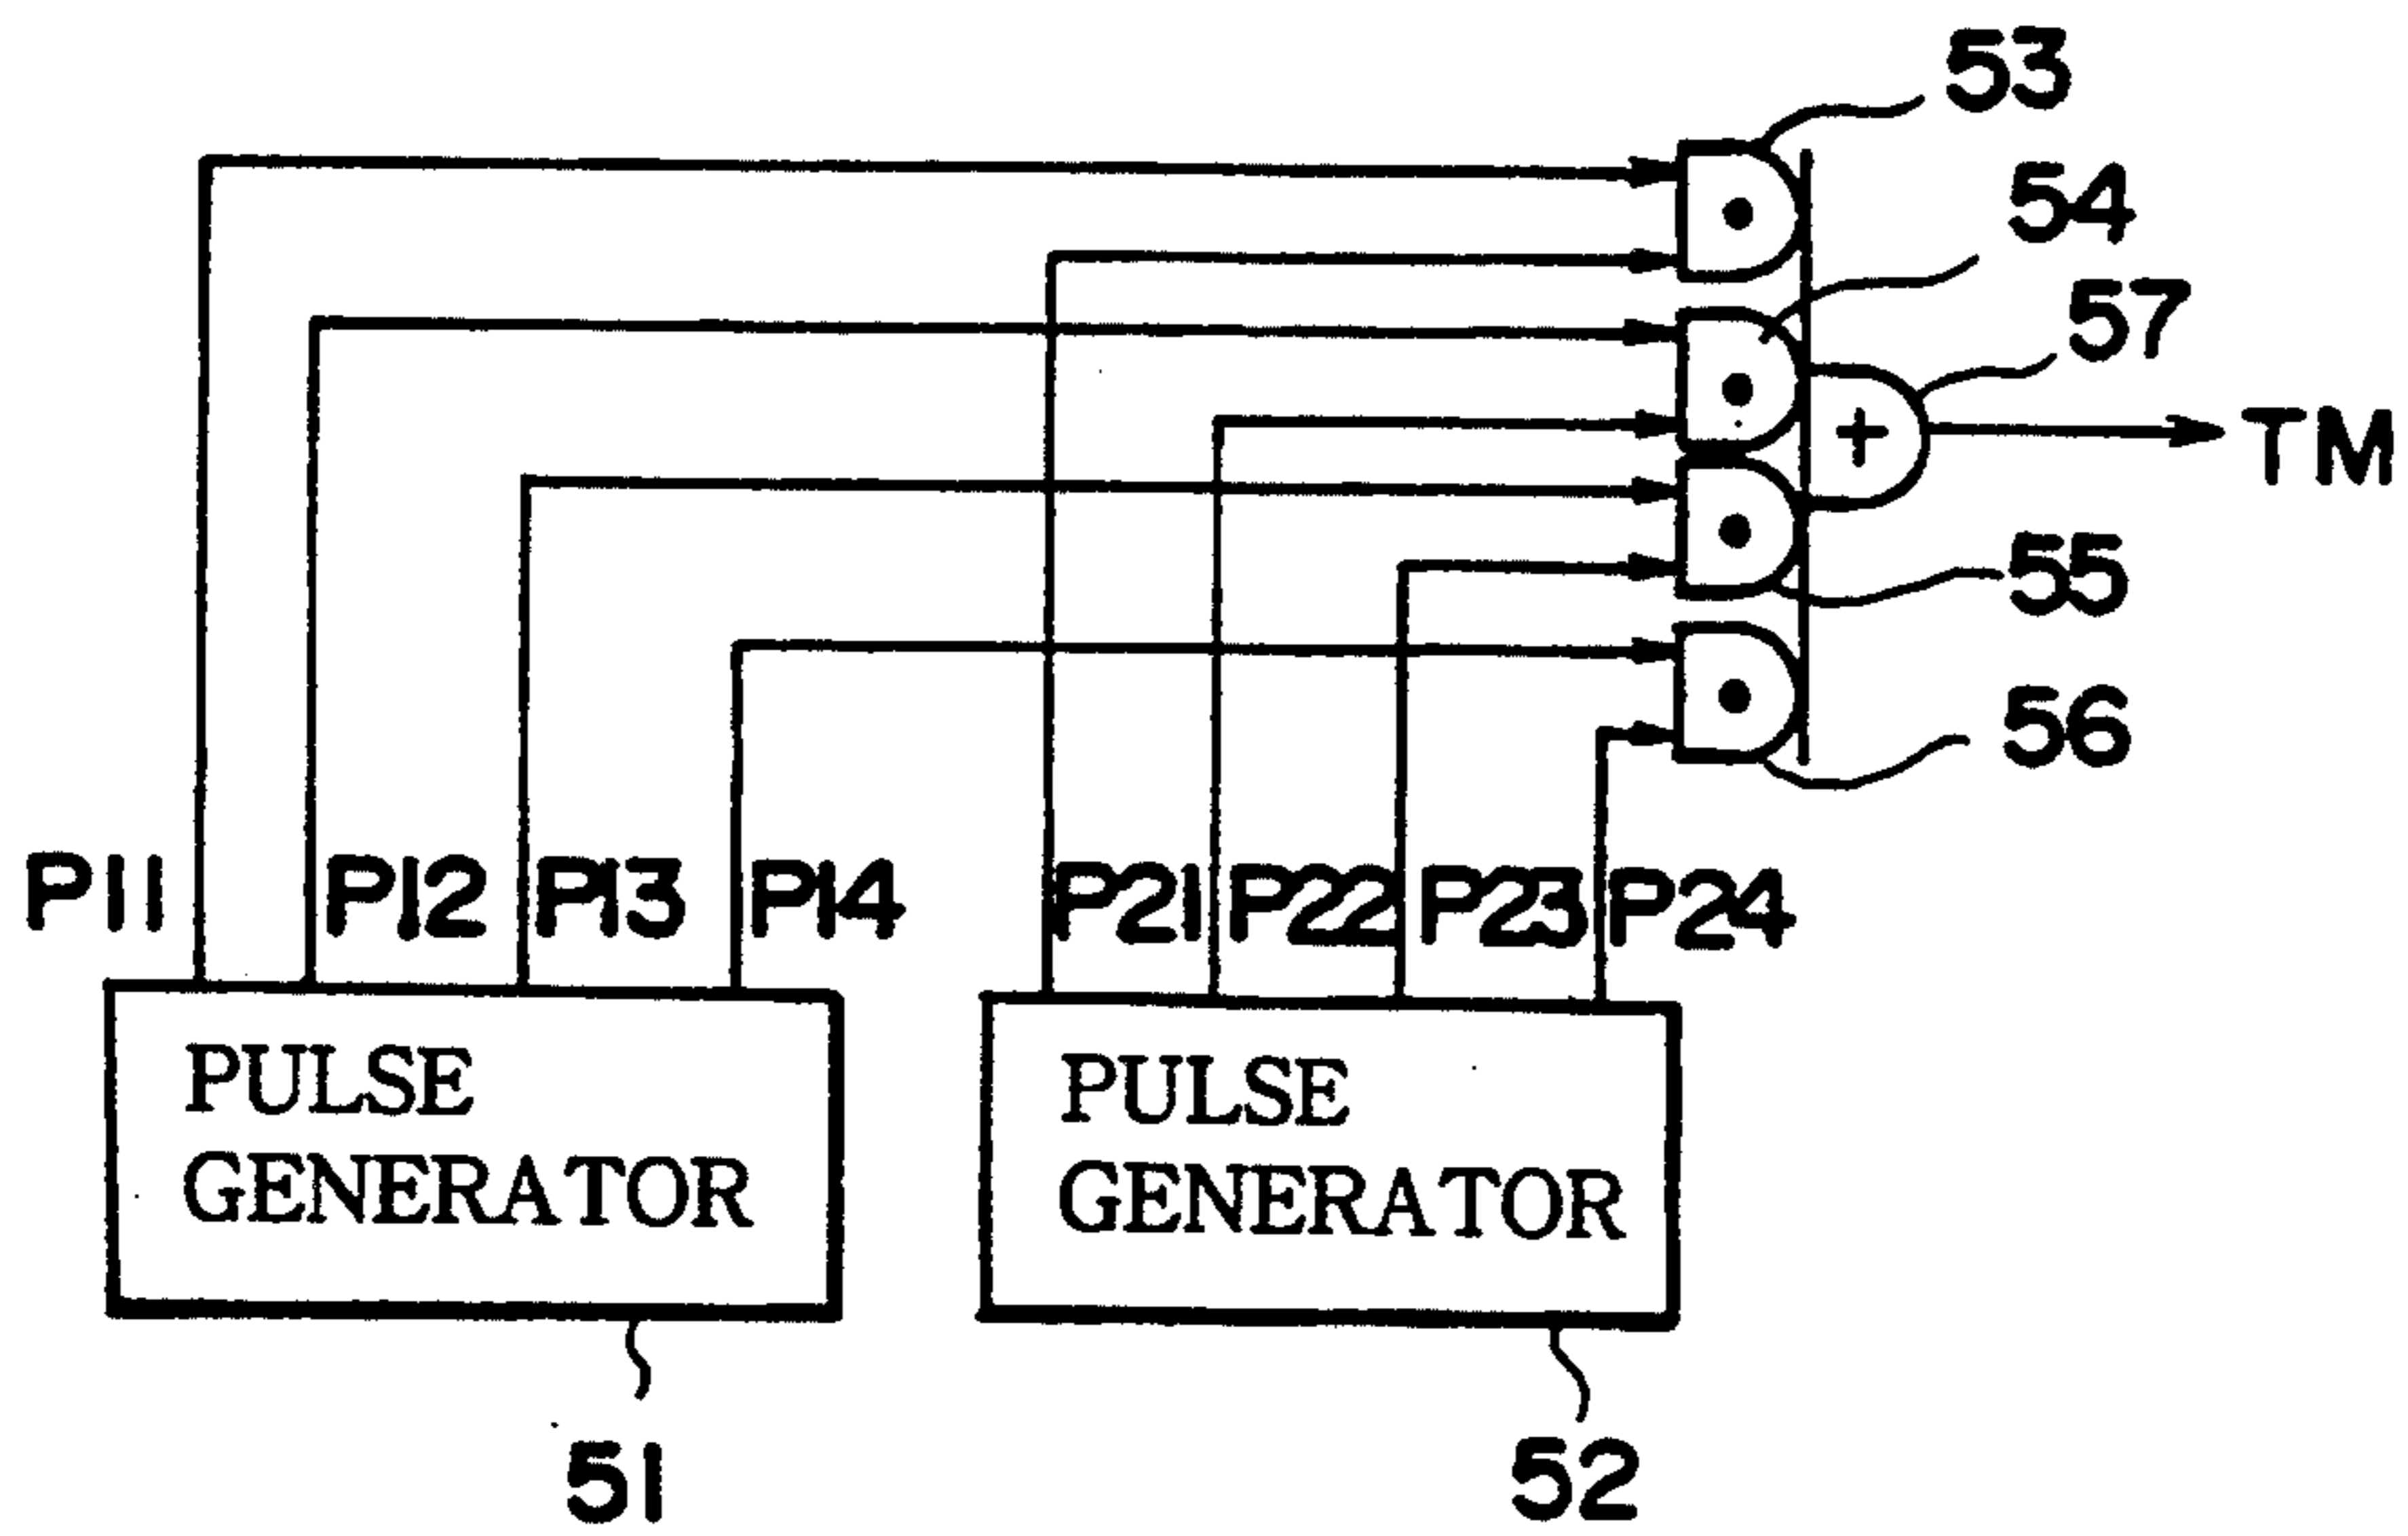 53
54
57
TM
55
56
P11 P12 P13 P14 P21 P22 P23 P24
PULSE
GENERATOR
PULSE
GENERATOR
51
52